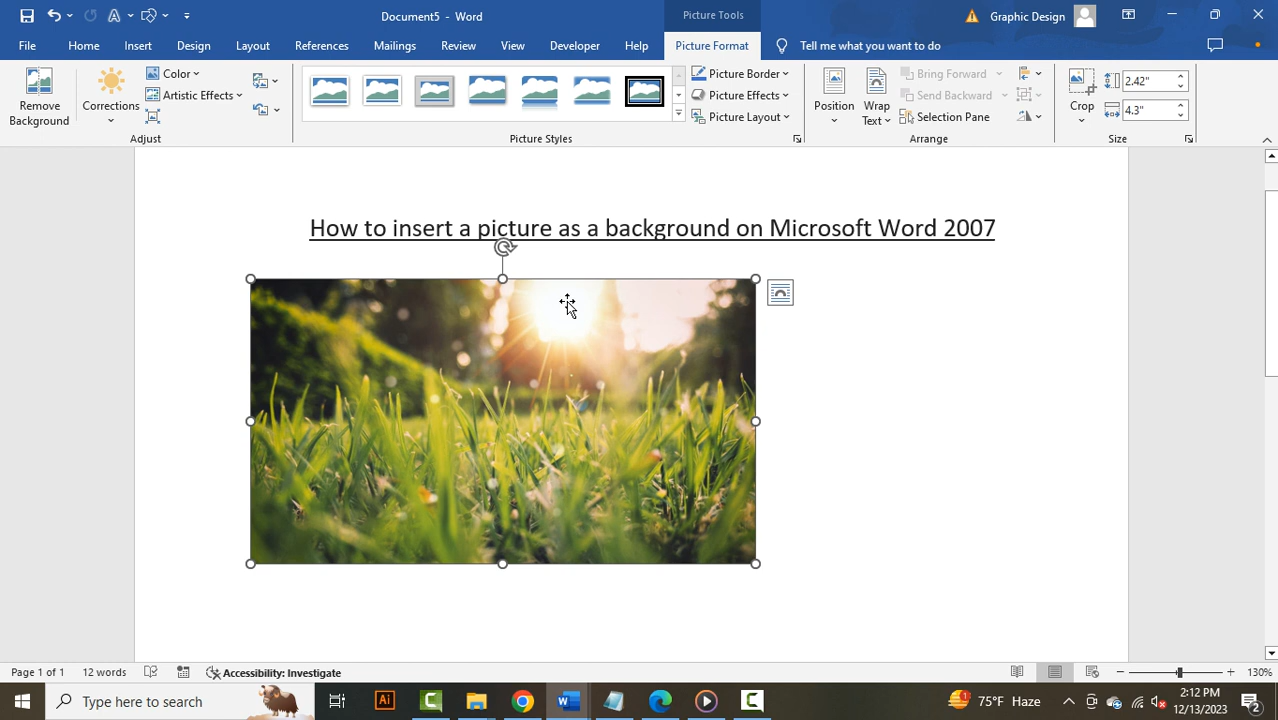 Document5 - Word
Picture Tools
Graphic Design
File Home Insert Design Layout References Mailings Review View Developer Help Picture Format Tell me what you want to do
Remove Background
Corrections
Color
Artistic Effects
Adjust
Picture Styles
Picture Border
Picture Effects
Picture Layout
Position
Wrap Text
Bring Forward
Send Backward
Selection Pane
Arrange
Crop
2.42"
4.3"
Size
How to insert a picture as a background on Microsoft Word 2007
Page 1 of 1 12 words Accessibility: Investigate 130%
Type here to search
Ai
75°F Haze
2:12 PM
12/13/2023
1
2